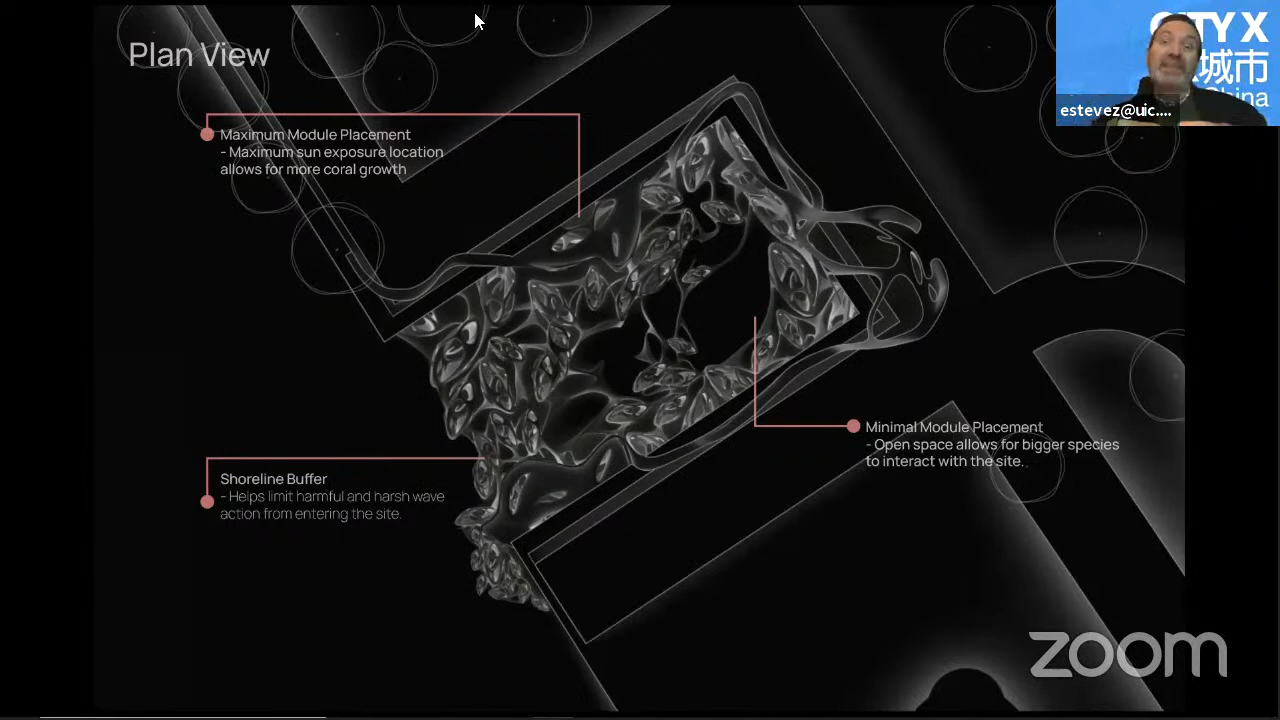 Plan View
Maximum Module Placement
- Maximum sun exposure location
allows for more coral growth
Shoreline Buffer
- Helps limit harmful and harsh wave
action from entering the site.
Minimal Module Placement
- Open space allows for bigger species
to interact with the site.
estevez@uic....
X
城市
zoom